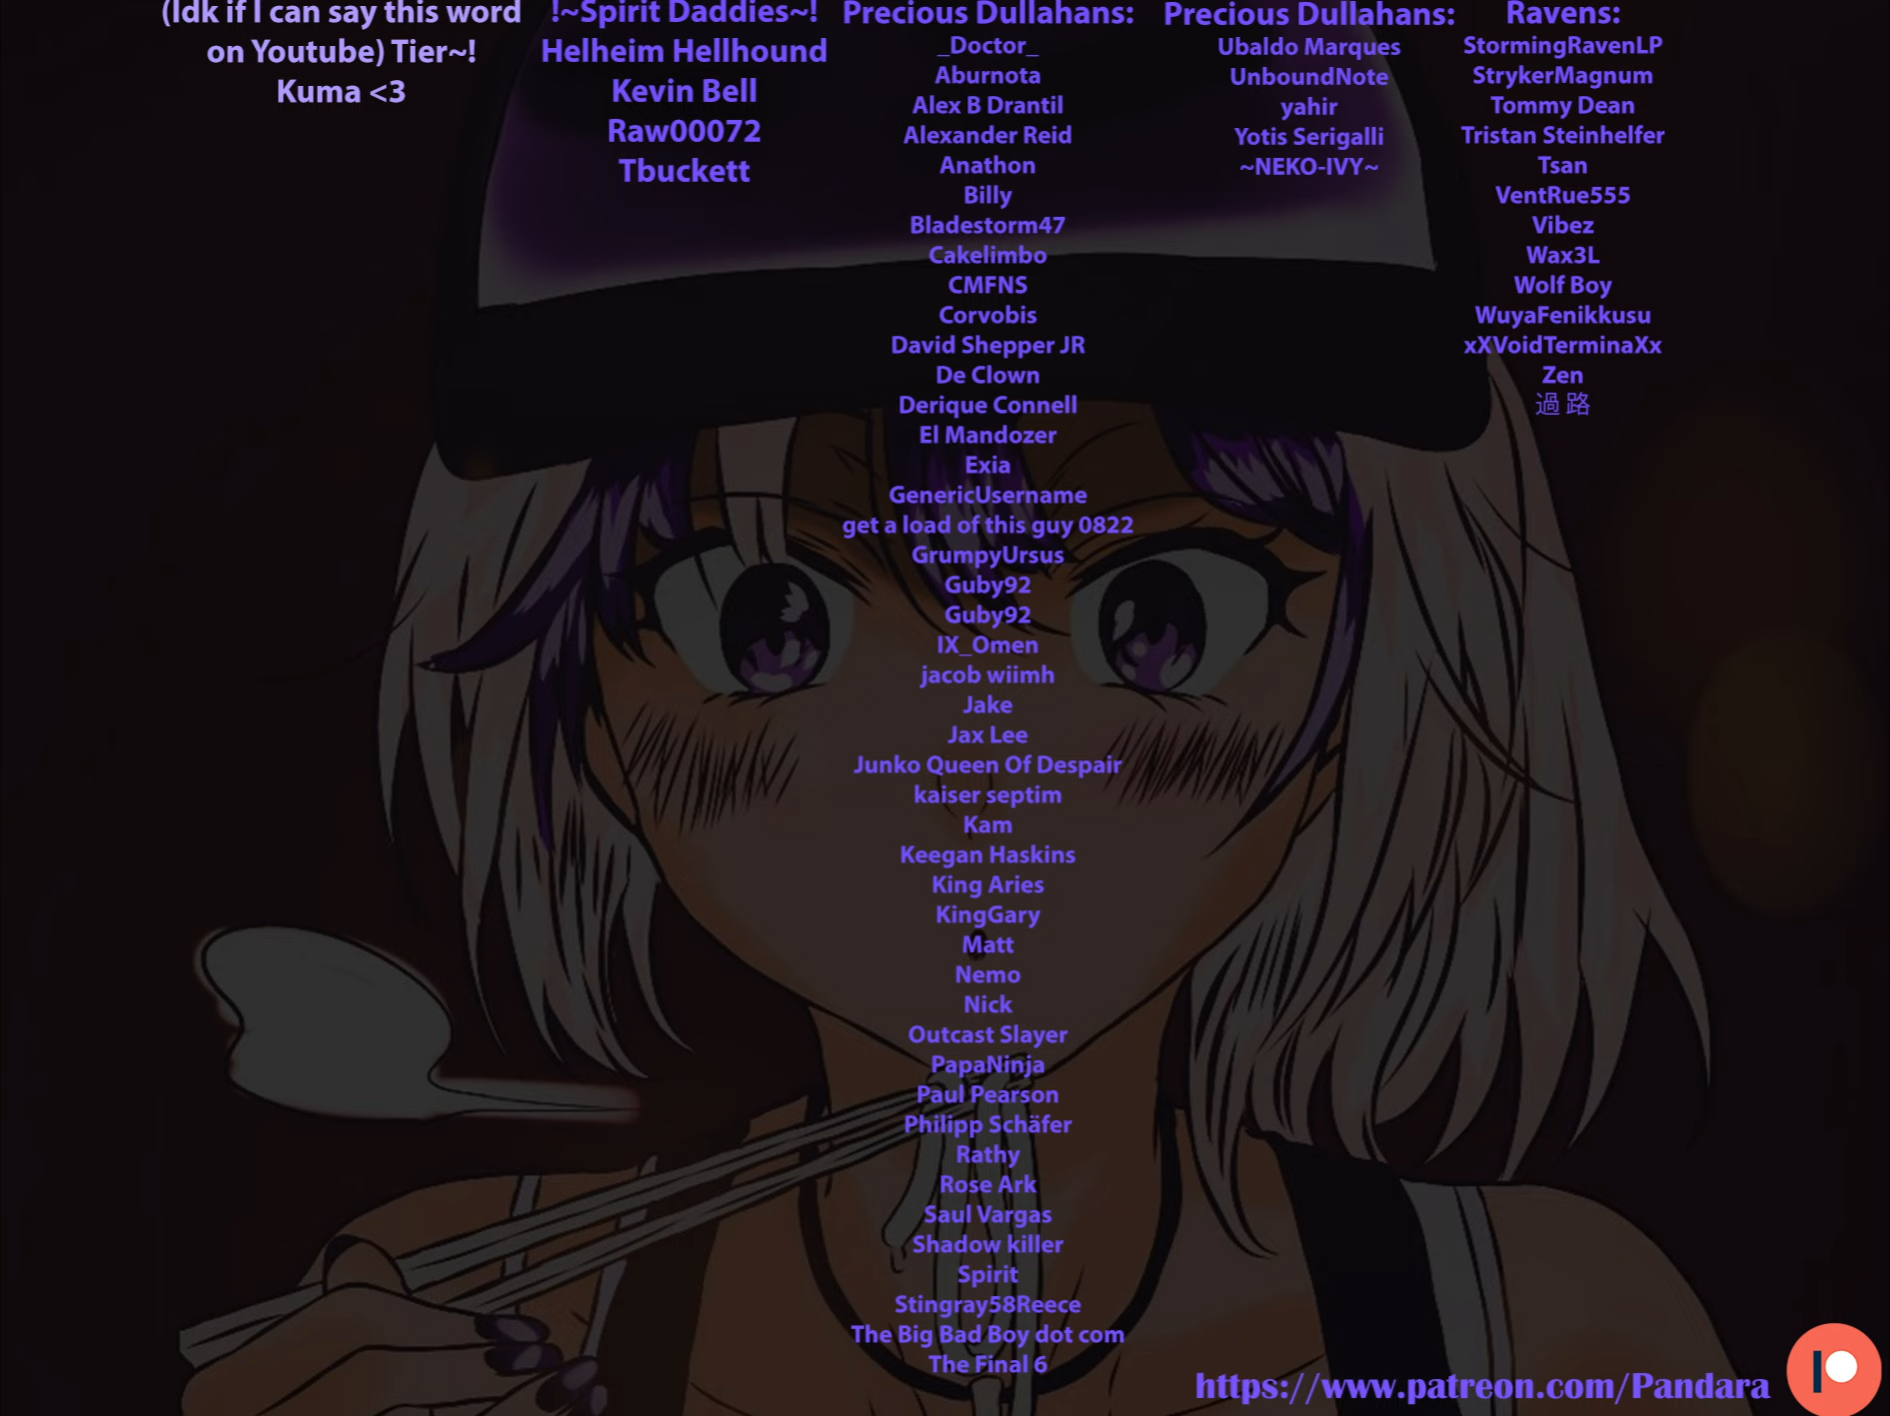 (Idk if I can say this word
on Youtube) Tier~!
Kuma <3
!~Spirit Daddies~!
Helheim Hellhound
Kevin Bell
Raw00072
Tbuckett
Precious Dullahans:
_Doctor_
Aburnota
Alex B Drantil
Alexander Reid
Anathon
Billy
Bladestorm47
Cakelimbo
CMFNS
Corvobis
David Shepper JR
De Clown
Derique Connell
El Mandozer
Exia
GenericUsername
get a load of this guy 0822
GrumpyUrsus
Guby92
Guby92
IX_Omen
jacob wiimh
Jake
Jax Lee
Junko Queen Of Despair
kaiser septim
Kam
Keegan Haskins
King Aries
KingGary
Matt
Nemo
Nick
Outcast Slayer
PapaNinja
Paul Pearson
Philipp Schäfer
Rathy
Rose Ark
Saul Vargas
Shadow killer
Spirit
Stingray58Reece
The Big Bad Boy dot com
The Final 6
Precious Dullahans:
Ubaldo Marques
UnboundNote
yahir
Yotis Serigalli
~NEKO-IVY~
Ravens:
StormingRavenLP
StrykerMagnum
Tommy Dean
Tristan Steinhelfer
Tsan
VentRue555
Vibez
Wax3L
Wolf Boy
WuyaFenikkusu
xXVoidTerminaXx
Zen
過路
https://www.patreon.com/Pandara